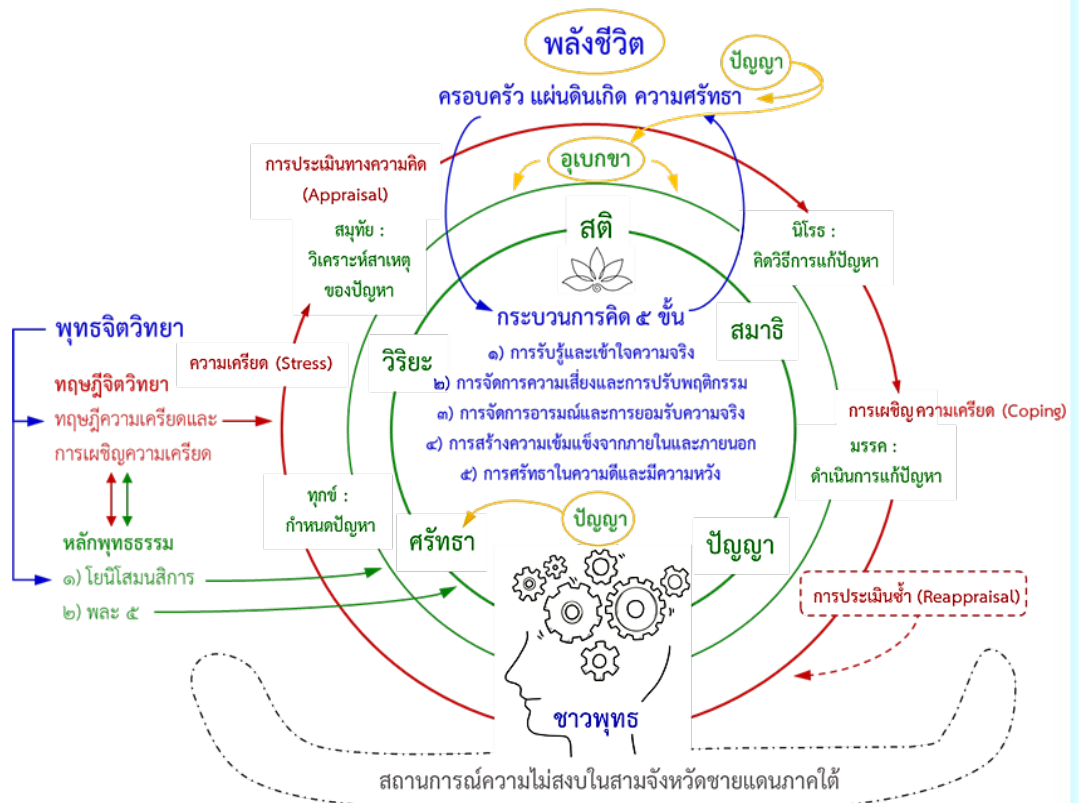 พลังชีวิต
ปัญญา
ครอบครัว แผ่นดินเกิด ความศรัทธา
อุเบกขา
การประเมินทางความคิด
(Appraisal)
สมุทัย :
วิเคราะห์สาเหตุ
ของปัญหา
สติ
นิโรธ :
คิดวิธีการแก้ปัญหา
พุทธจิตวิทยา
ทฤษฎีจิตวิทยา
ทฤษฎีความเครียดและ
การเผชิญความเครียด
หลักพุทธธรรม
๑) โยนิโสมนสิการ
๒) พละ ๕
ความเครียด (Stress)
วิริยะ
สมาธิ
กระบวนการคิด ๕ ขั้น
๑) การรับรู้และเข้าใจความจริง
๒) การจัดการความเสี่ยงและการปรับพฤติกรรม
๓) การจัดการอารมณ์และการยอมรับความจริง
๔) การสร้างความเข้มแข็งจากภายในและภายนอก
๕) การศรัทธาในความดีและมีความหวัง
การเผชิญความเครียด (Coping)
มรรค :
ดำเนินการแก้ปัญหา
ทุกข์ :
กำหนดปัญหา
ศรัทธา
ปัญญา
ปัญญา
การประเมินซ้ำ (Reappraisal)
ชาวพุทธ
สถานการณ์ความไม่สงบในสามจังหวัดชายแดนภาคใต้